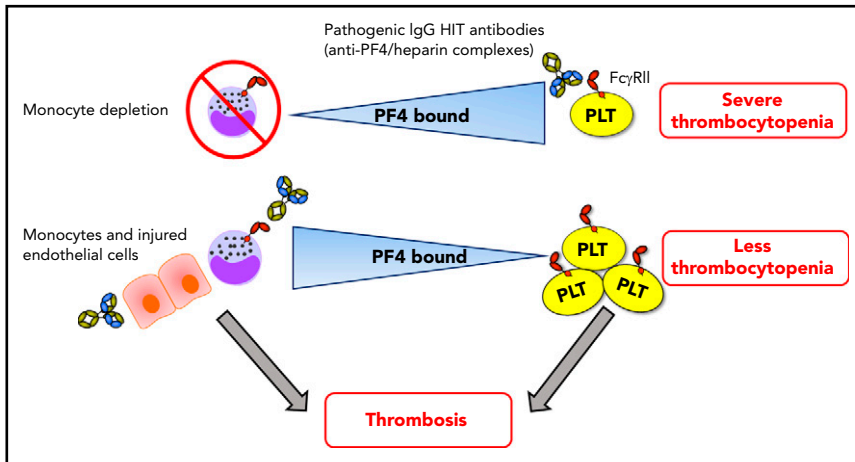 Pathogenic IgG HIT antibodies
(anti-PF4/heparin complexes)
FcγRII
Monocyte depletion
PF4 bound
PLT
Severe
thrombocytopenia
Monocytes and injured
endothelial cells
PF4 bound
PLT
PLT
PLT
Less
thrombocytopenia
Thrombosis